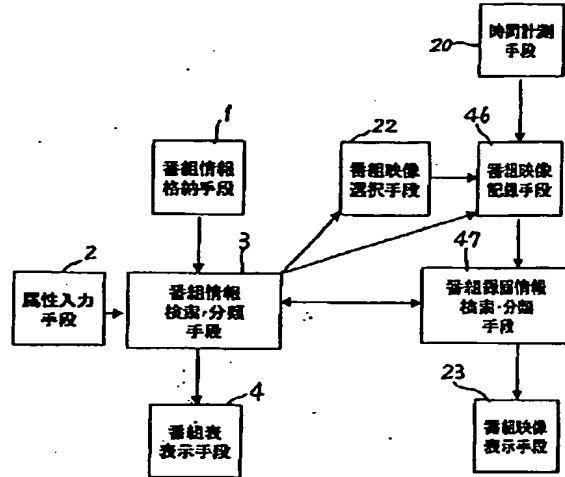 20
時間計測
手段
1
番組情報
格納手段
22
番組映像
選択手段
46
番組映像
記録手段
2
属性入力
手段
3
番組情報
検索・分類
手段
47
番組録画情報
検索・分類
手段
4
番組表
表示手段
23
番組映像
表示手段